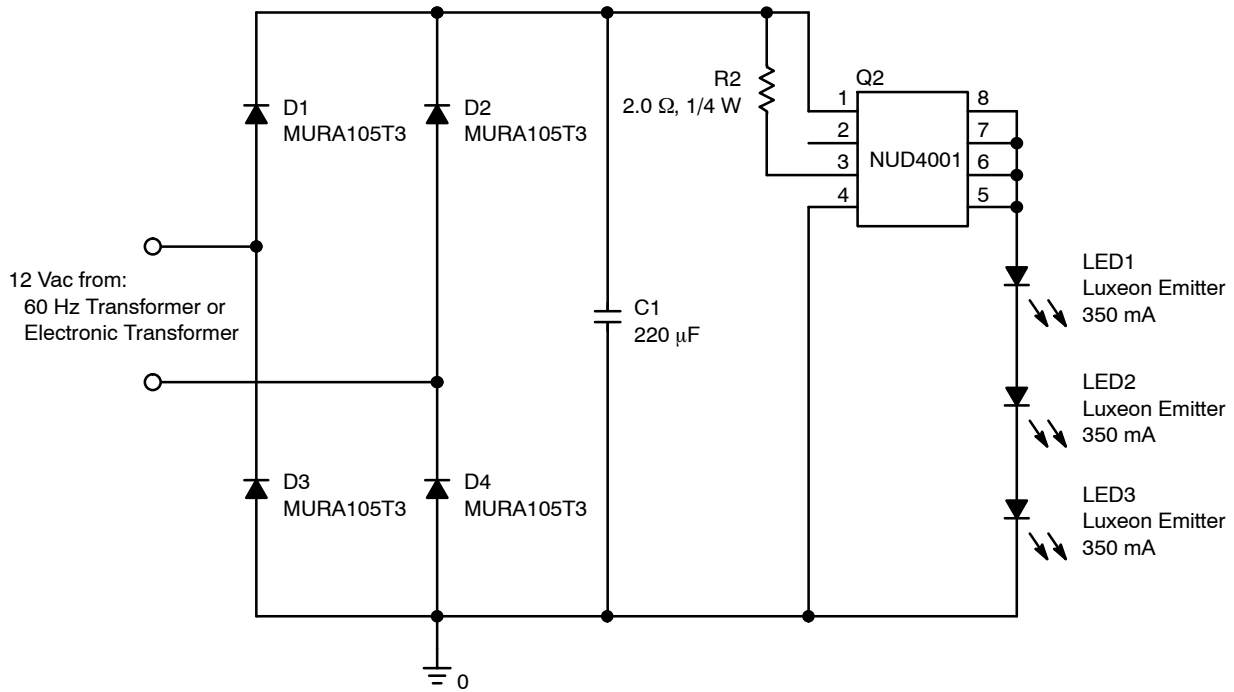 D1
MURA105T3
D2
MURA105T3
R2
2.0 Ω, 1/4 W
Q2
1
2
3
4
NUD4001
8
7
6
5
12 Vac from:
60 Hz Transformer or
Electronic Transformer
C1
220 μF
LED1
Luxeon Emitter
350 mA
LED2
Luxeon Emitter
350 mA
D3
MURA105T3
D4
MURA105T3
LED3
Luxeon Emitter
350 mA
0